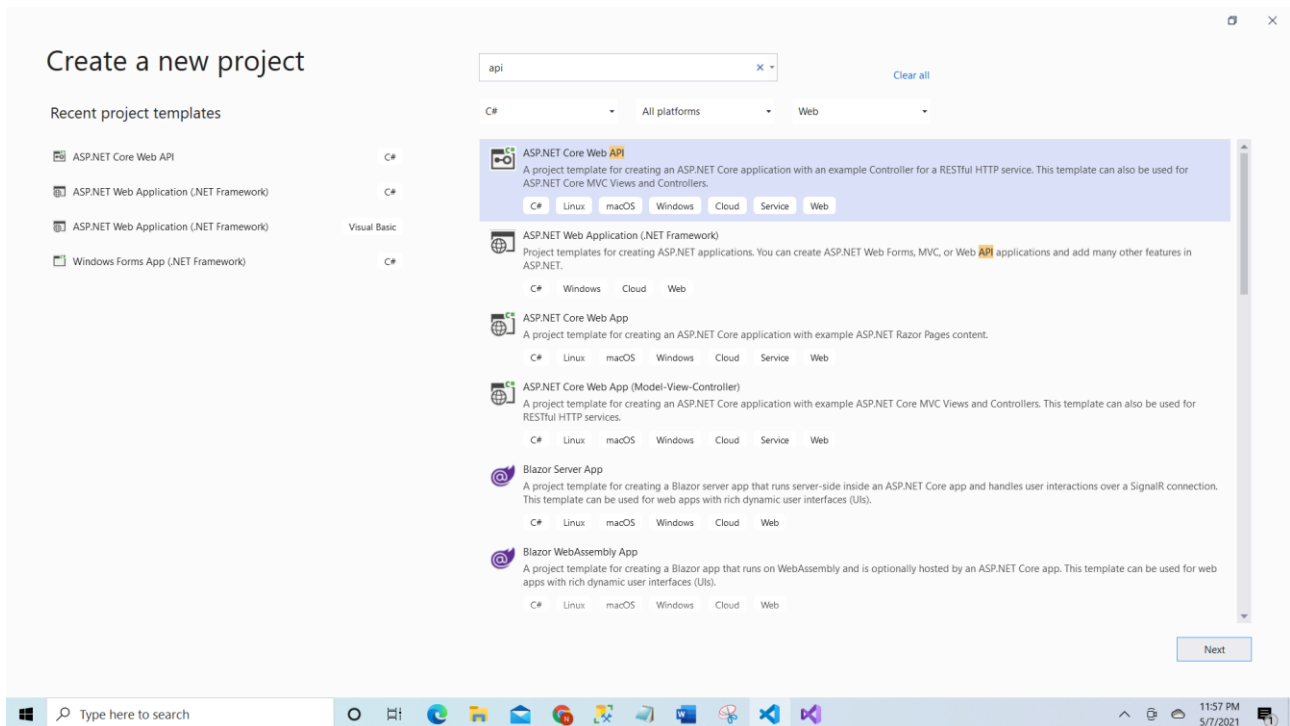 Create a new project
Recent project templates
ASP.NET Core Web API C#
ASP.NET Web Application (.NET Framework) C#
ASP.NET Web Application (.NET Framework) Visual Basic
Windows Forms App (.NET Framework) C#
api
Clear all
C# All platforms Web
ASP.NET Core Web API
A project template for creating an ASP.NET Core application with an example Controller for a RESTful HTTP service. This template can also be used for
ASP.NET Core MVC Views and Controllers.
C# Linux macOS Windows Cloud Service Web
ASP.NET Web Application (.NET Framework)
Project templates for creating ASP.NET applications. You can create ASP.NET Web Forms, MVC, or Web API applications and add many other features in
ASP.NET.
C# Windows Cloud Web
ASP.NET Core Web App
A project template for creating an ASP.NET Core application with example ASP.NET Razor Pages content.
C# Linux macOS Windows Cloud Service Web
ASP.NET Core Web App (Model-View-Controller)
A project template for creating an ASP.NET Core application with example ASP.NET Core MVC Views and Controllers. This template can also be used for
RESTful HTTP services.
C# Linux macOS Windows Cloud Service Web
Blazor Server App
A project template for creating a Blazor server app that runs server-side inside an ASP.NET Core app and handles user interactions over a SignalR connection.
This template can be used for web apps with rich dynamic user interfaces (UIs).
C# Linux macOS Windows Cloud Web
Blazor WebAssembly App
A project template for creating a Blazor app that runs on WebAssembly and is optionally hosted by an ASP.NET Core app. This template can be used for web
apps with rich dynamic user interfaces (UIs).
C# Linux macOS Windows Cloud Web
Next
Type here to search
11:57 PM
5/7/2021